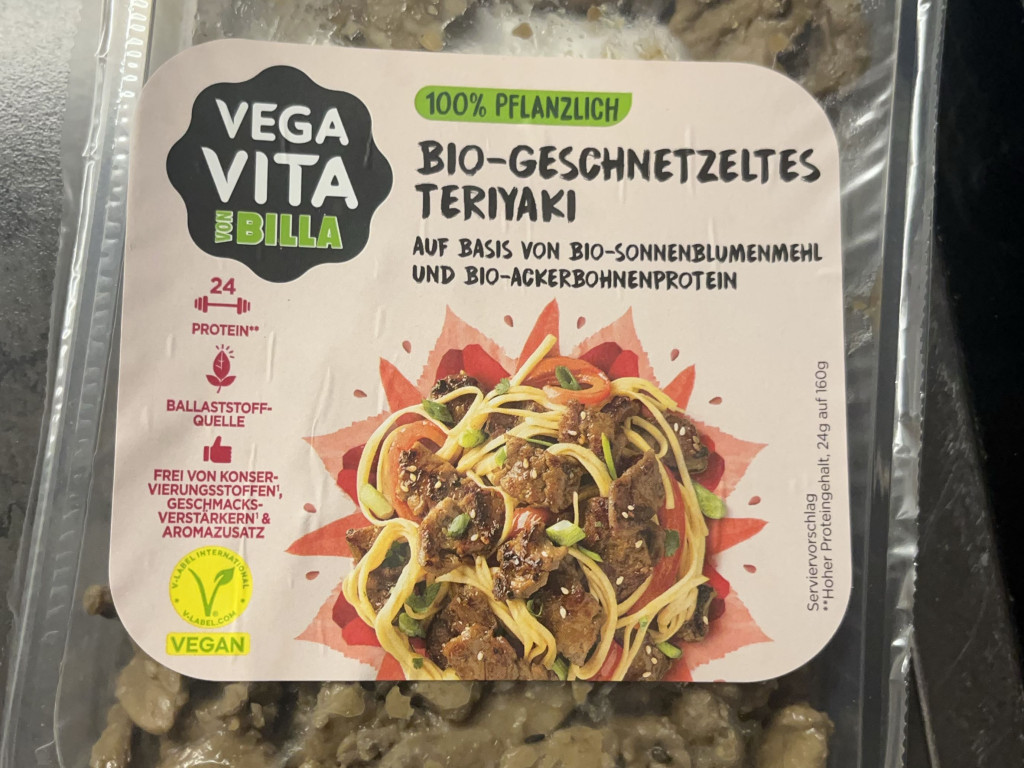 VEGA
VITA
VON BILLA
100% PFLANZLICH
BIO-GESCHNETZELTES
TERIYAKI
AUF BASIS VON BIO-SONNENBLUMENMEHL
UND BIO-ACKERBOHNENPROTEIN
24
PROTEIN**
BALLASTSTOFF-
QUELLE
FREI VON KONSER-
VIERUNGSSTOFFEN¹,
GESCHMACKS-
VERSTÄRKERN¹ &
AROMAZUSATZ
V-LABEL INTERNATIONAL
V-LABEL.COM
VEGAN
Serviervorschlag
**Hoher Proteingehalt, 24g auf 160g